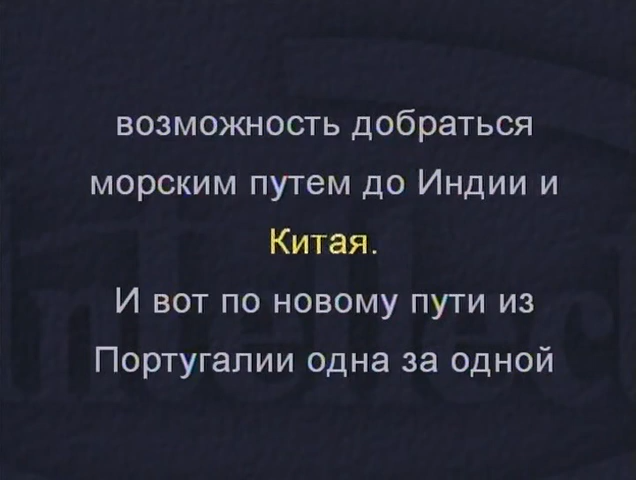 возможность добраться
морским путем до Индии и
Китая.
И вот по новому пути из
Португалии одна за одной